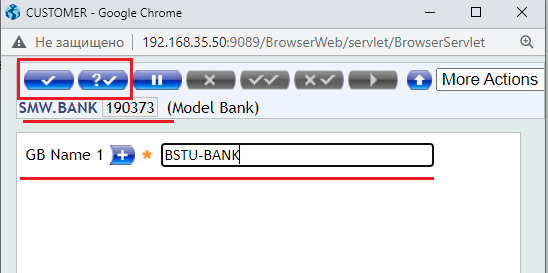 CUSTOMER - Google Chrome
Не защищено 192.168.35.50:9089/BrowserWeb/servlet/BrowserServlet
More Actions
SMW.BANK 190373 (Model Bank)
GB Name 1 BSTU-BANK